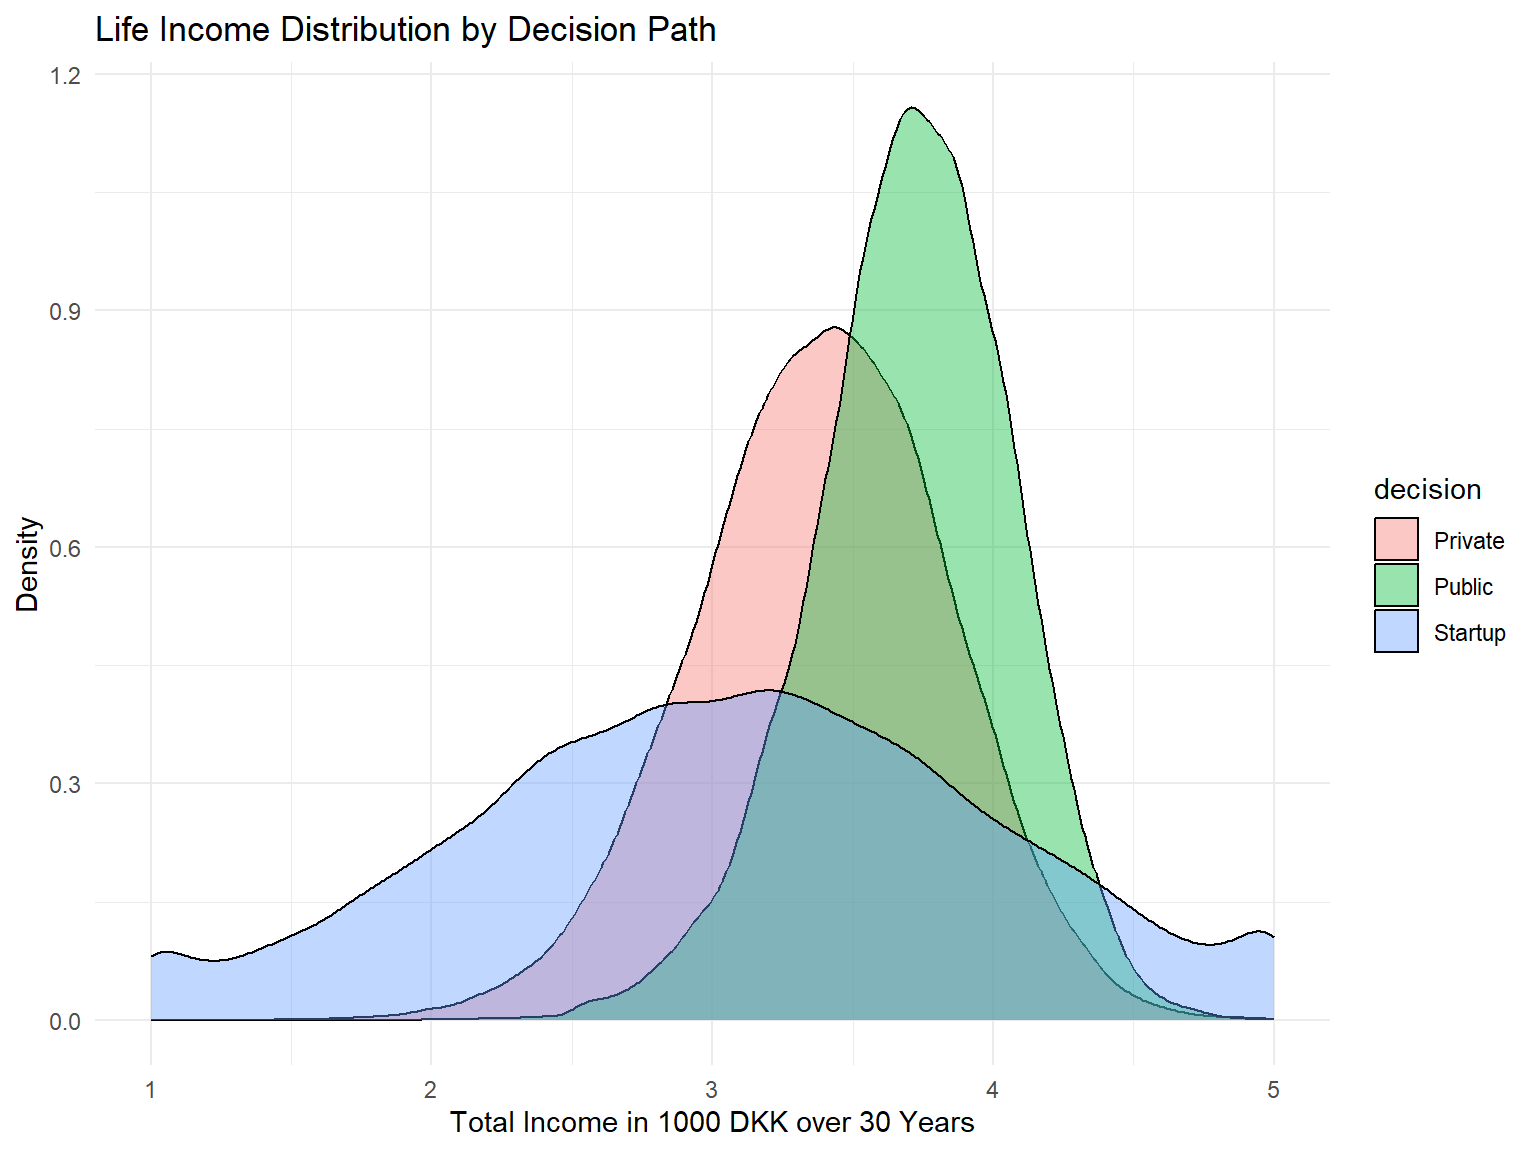 Life Income Distribution by Decision Path
1.2
0.9
0.6
0.3
0.0
Density
1 2 3 4 5
Total Income in 1000 DKK over 30 Years
decision
Private
Public
Startup